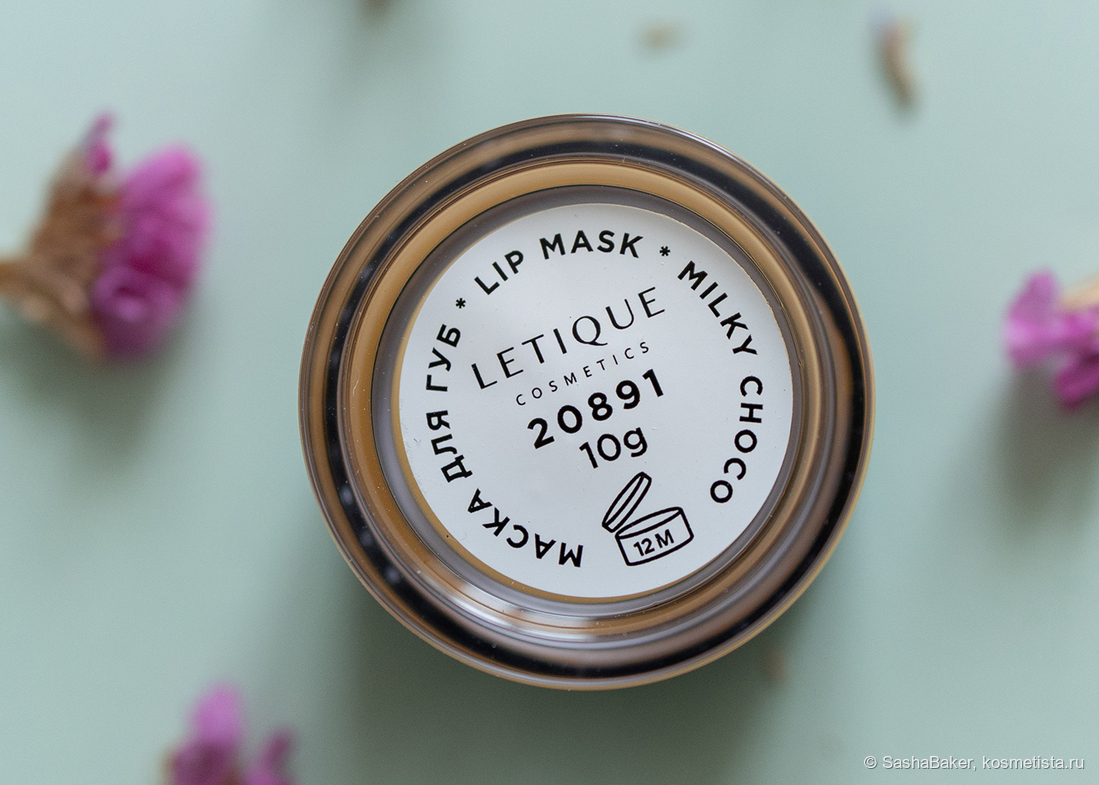 МАСКА ДЛЯ ГУБ * LIP MASK * MILKY CHOCO
LETIQUE
COSMETICS
20891
10g
12M
© SashaBaker, kosmetista.ru